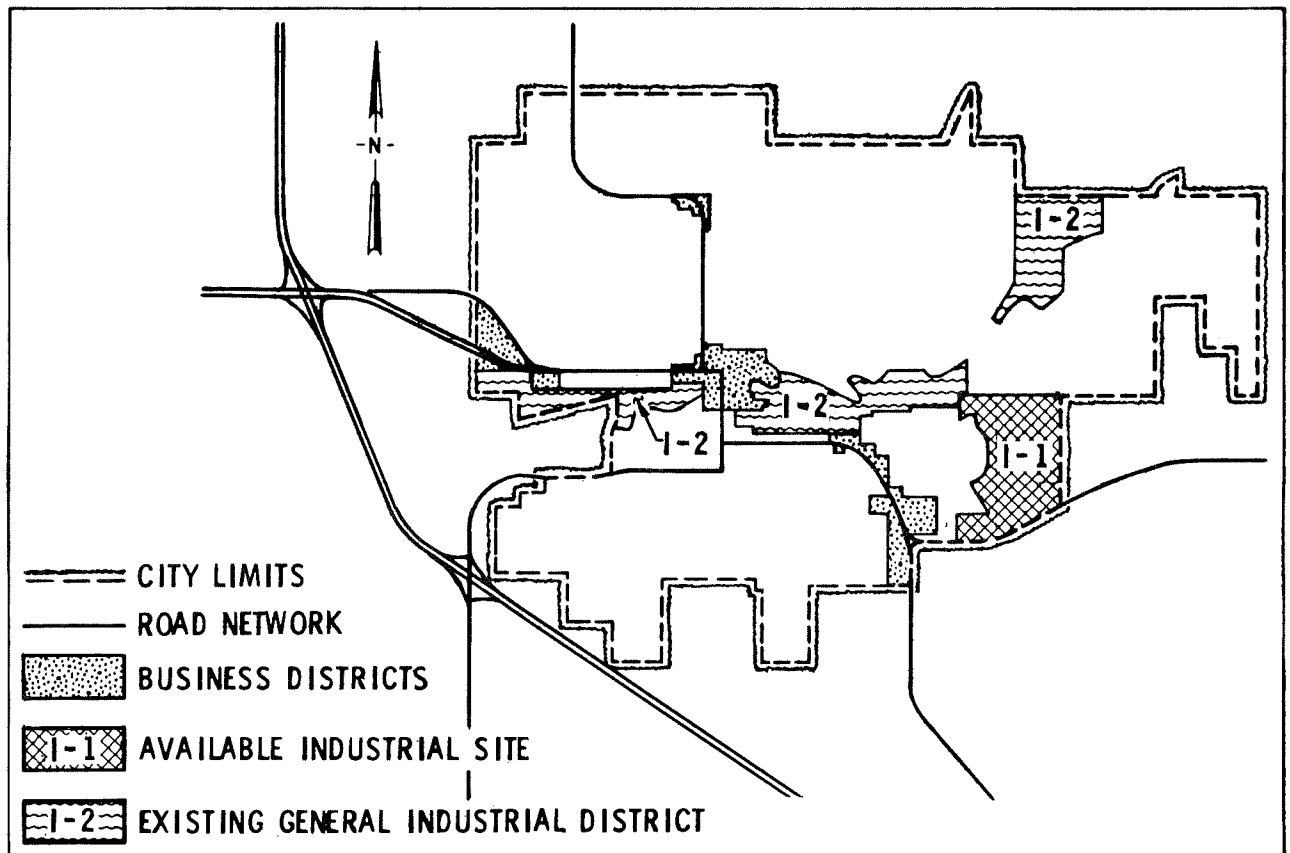 -N-
I-2
I-2
I-2
I-1
CITY LIMITS
ROAD NETWORK
BUSINESS DISTRICTS
I-1 AVAILABLE INDUSTRIAL SITE
I-2 EXISTING GENERAL INDUSTRIAL DISTRICT